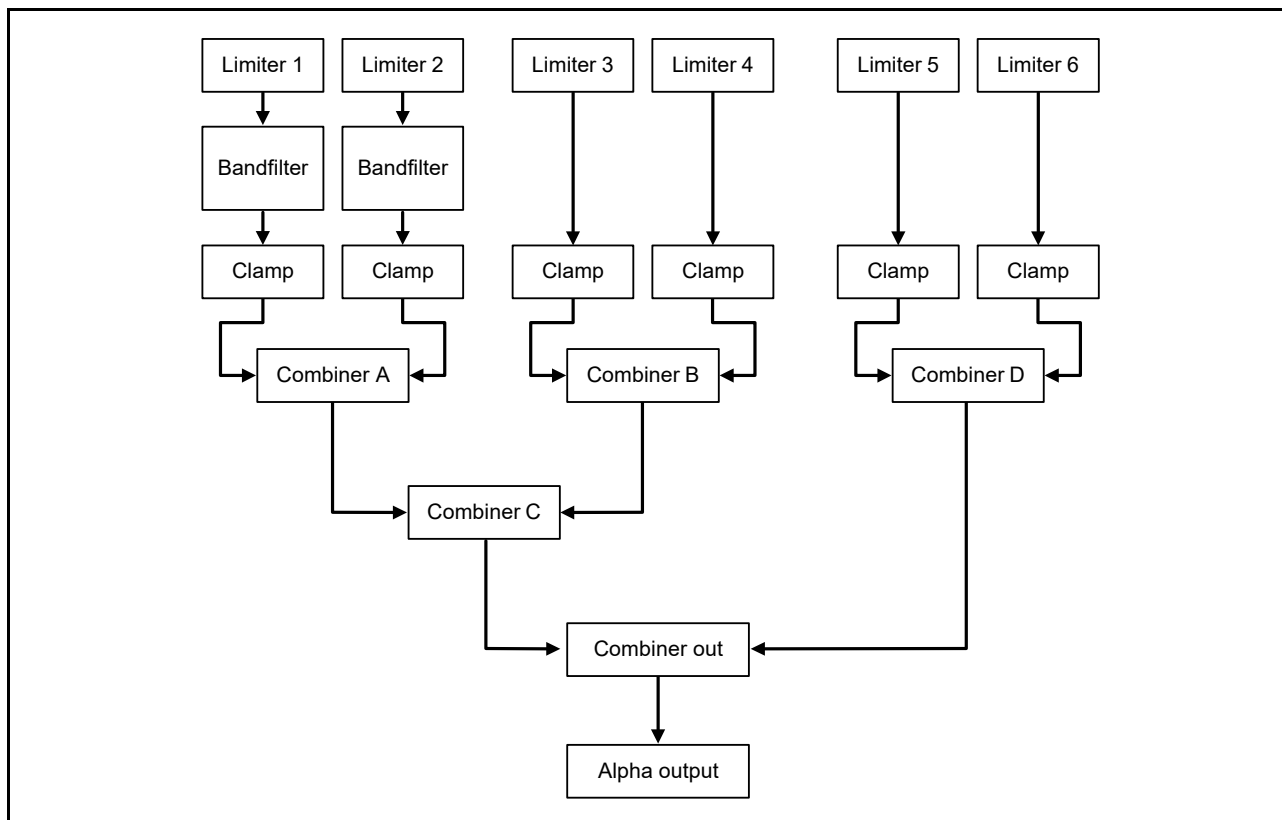 Limiter 1
Limiter 2
Limiter 3
Limiter 4
Limiter 5
Limiter 6
Bandfilter
Bandfilter
Clamp
Clamp
Clamp
Clamp
Clamp
Clamp
Combiner A
Combiner B
Combiner D
Combiner C
Combiner out
Alpha output